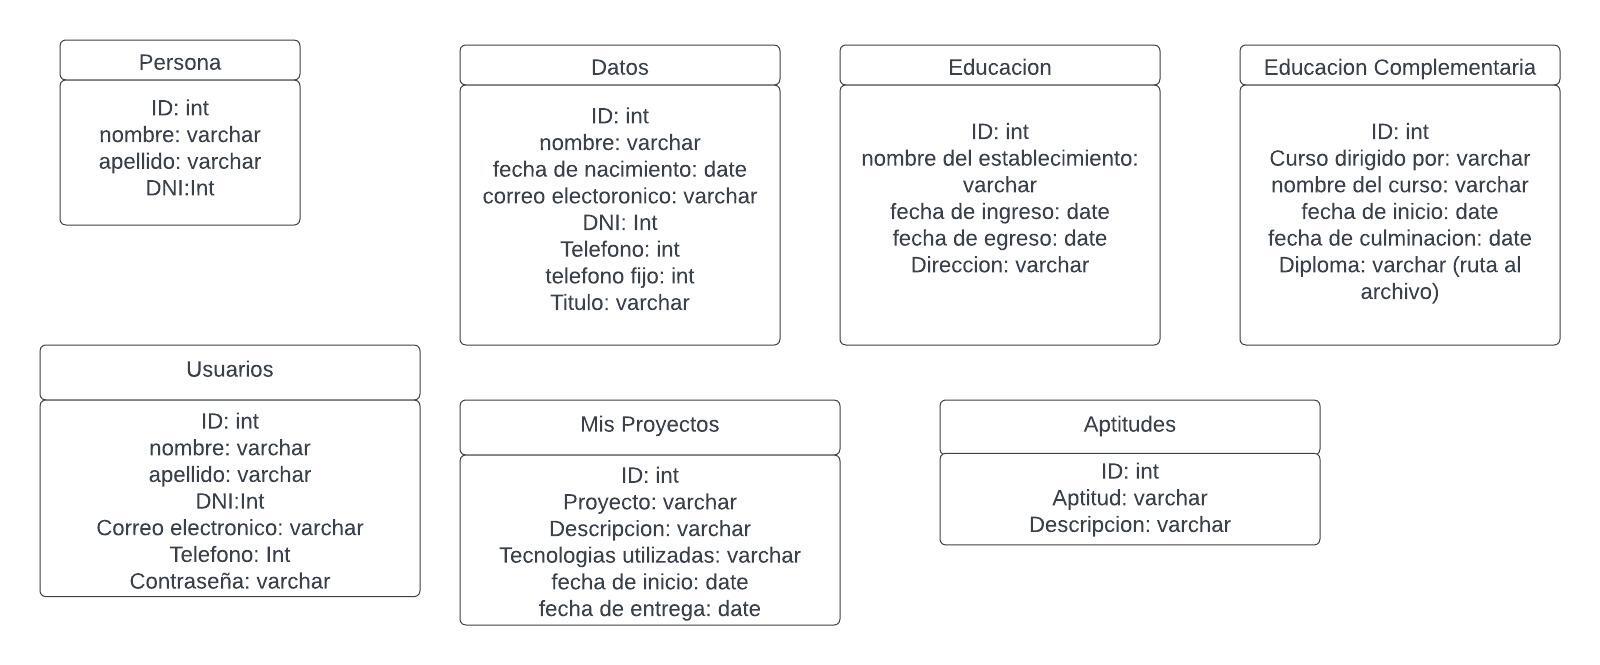 Persona
ID: int
nombre: varchar
apellido: varchar
DNI:Int
Datos
ID: int
nombre: varchar
fecha de nacimiento: date
correo electoronico: varchar
DNI: Int
Telefono: int
telefono fijo: int
Titulo: varchar
Educacion
ID: int
nombre del establecimiento:
varchar
fecha de ingreso: date
fecha de egreso: date
Direccion: varchar
Educacion Complementaria
ID: int
Curso dirigido por: varchar
nombre del curso: varchar
fecha de inicio: date
fecha de culminacion: date
Diploma: varchar (ruta al
archivo)
Usuarios
ID: int
nombre: varchar
apellido: varchar
DNI:Int
Correo electronico: varchar
Telefono: Int
Contraseña: varchar
Mis Proyectos
ID: int
Proyecto: varchar
Descripcion: varchar
Tecnologias utilizadas: varchar
fecha de inicio: date
fecha de entrega: date
Aptitudes
ID: int
Aptitud: varchar
Descripcion: varchar